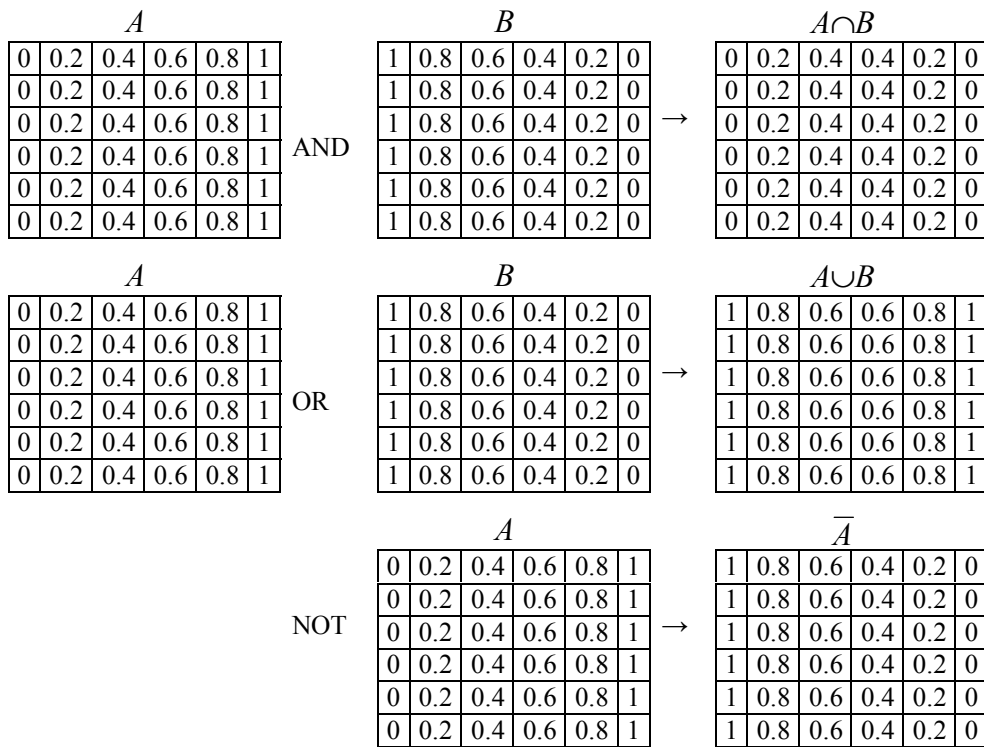 A B A∩B
0 0.2 0.4 0.6 0.8 1 1 0.8 0.6 0.4 0.2 0 0 0.2 0.4 0.4 0.2 0
0 0.2 0.4 0.6 0.8 1 1 0.8 0.6 0.4 0.2 0 0 0.2 0.4 0.4 0.2 0
0 0.2 0.4 0.6 0.8 1 1 0.8 0.6 0.4 0.2 0 → 0 0.2 0.4 0.4 0.2 0
0 0.2 0.4 0.6 0.8 1 AND 1 0.8 0.6 0.4 0.2 0 0 0.2 0.4 0.4 0.2 0
0 0.2 0.4 0.6 0.8 1 1 0.8 0.6 0.4 0.2 0 0 0.2 0.4 0.4 0.2 0
0 0.2 0.4 0.6 0.8 1 1 0.8 0.6 0.4 0.2 0 0 0.2 0.4 0.4 0.2 0
A B A∪B
0 0.2 0.4 0.6 0.8 1 1 0.8 0.6 0.4 0.2 0 1 0.8 0.6 0.6 0.8 1
0 0.2 0.4 0.6 0.8 1 1 0.8 0.6 0.4 0.2 0 1 0.8 0.6 0.6 0.8 1
0 0.2 0.4 0.6 0.8 1 1 0.8 0.6 0.4 0.2 0 → 1 0.8 0.6 0.6 0.8 1
0 0.2 0.4 0.6 0.8 1 OR 1 0.8 0.6 0.4 0.2 0 1 0.8 0.6 0.6 0.8 1
0 0.2 0.4 0.6 0.8 1 1 0.8 0.6 0.4 0.2 0 1 0.8 0.6 0.6 0.8 1
0 0.2 0.4 0.6 0.8 1 1 0.8 0.6 0.4 0.2 0 1 0.8 0.6 0.6 0.8 1
A A̅
0 0.2 0.4 0.6 0.8 1 1 0.8 0.6 0.4 0.2 0
0 0.2 0.4 0.6 0.8 1 1 0.8 0.6 0.4 0.2 0
NOT 0 0.2 0.4 0.6 0.8 1 → 1 0.8 0.6 0.4 0.2 0
0 0.2 0.4 0.6 0.8 1 1 0.8 0.6 0.4 0.2 0
0 0.2 0.4 0.6 0.8 1 1 0.8 0.6 0.4 0.2 0
0 0.2 0.4 0.6 0.8 1 1 0.8 0.6 0.4 0.2 0